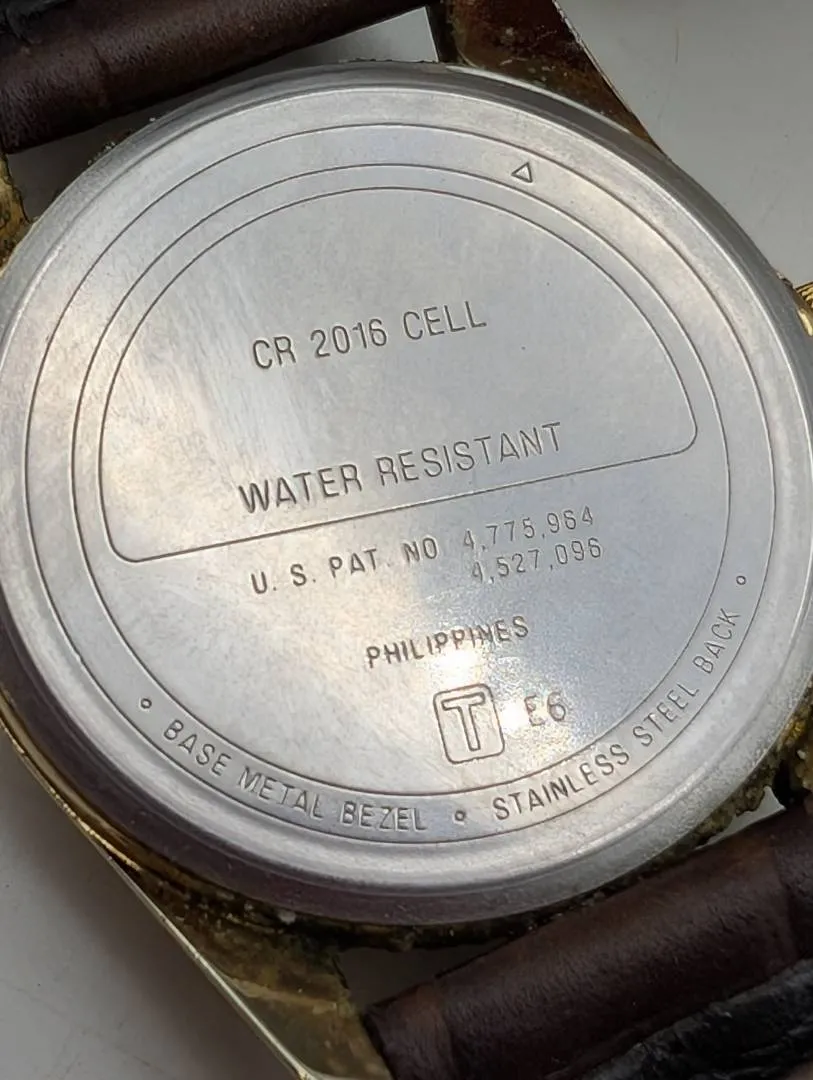 CR 2016 CELL
WATER RESISTANT
U. S. PAT. NO 4,775,964
4,527,096
PHILIPPINES
T E6
BASE METAL BEZEL
STAINLESS STEEL BACK